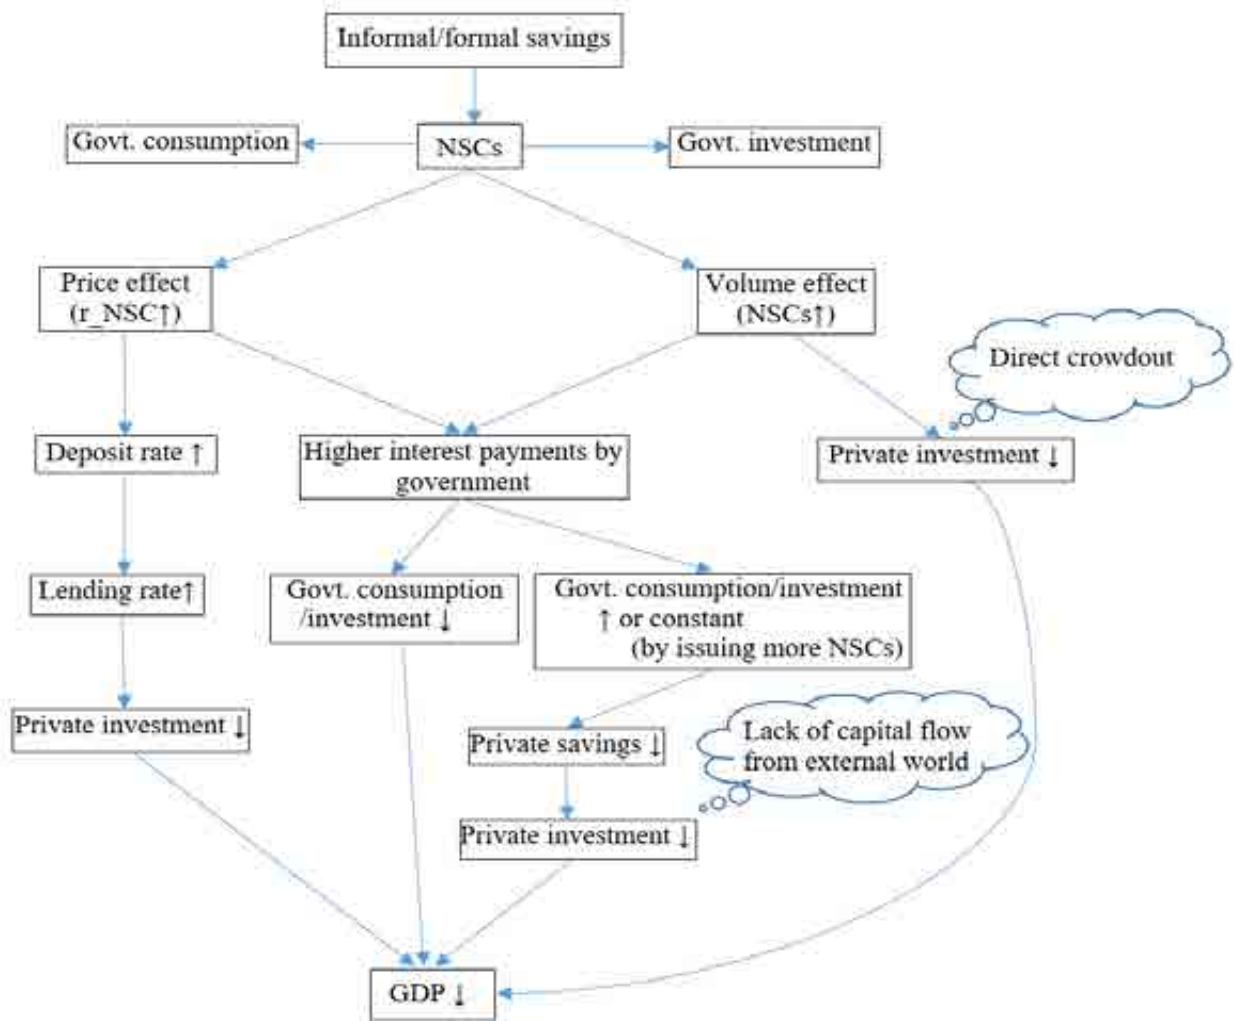 Informal/formal savings
Govt. consumption
NSCs
Govt. investment
Price effect
(r_NSC↑)
Volume effect
(NSCs↑)
Direct crowdout
Deposit rate ↑
Higher interest payments by
government
Private investment ↓
Lending rate↑
Govt. consumption
/investment ↓
Govt. consumption/investment
↑ or constant
(by issuing more NSCs)
Private investment ↓
Private savings ↓
Lack of capital flow
from external world
Private investment ↓
GDP ↓